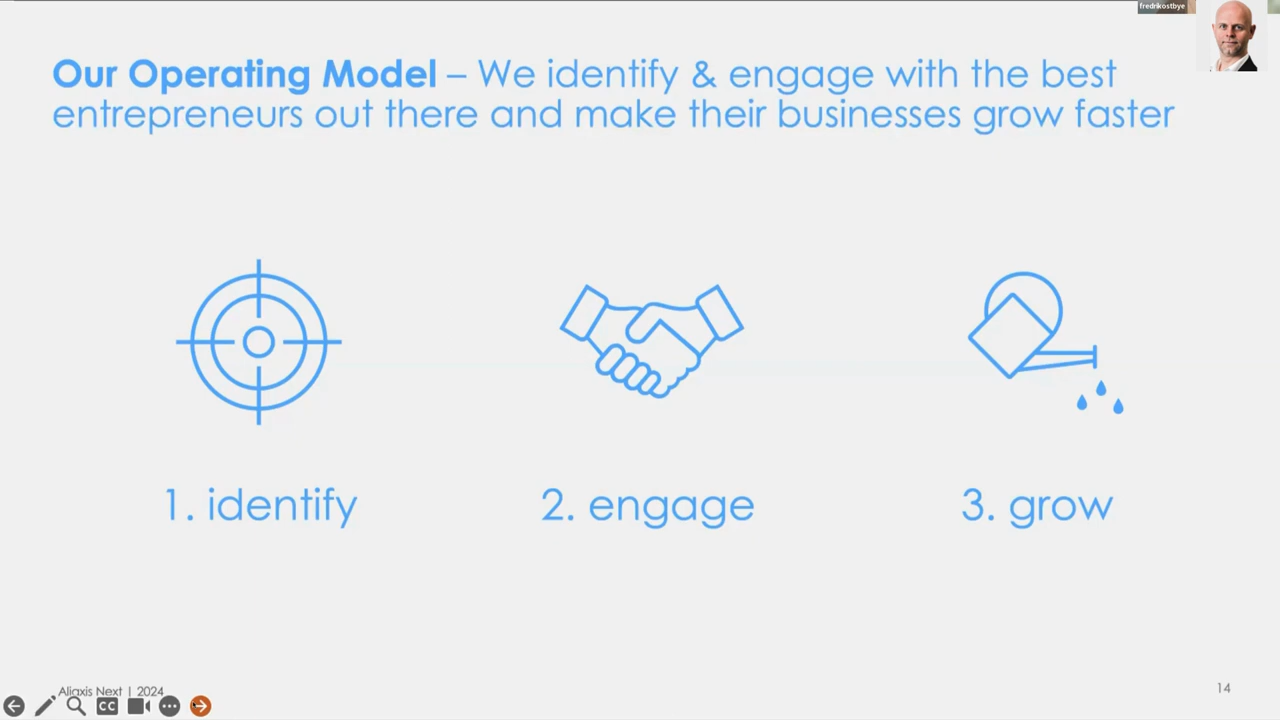 fredrikostbye
Our Operating Model – We identify & engage with the best
entrepreneurs out there and make their businesses grow faster
1. identify
2. engage
3. grow
Aliaxis Next | 2024
14
CC